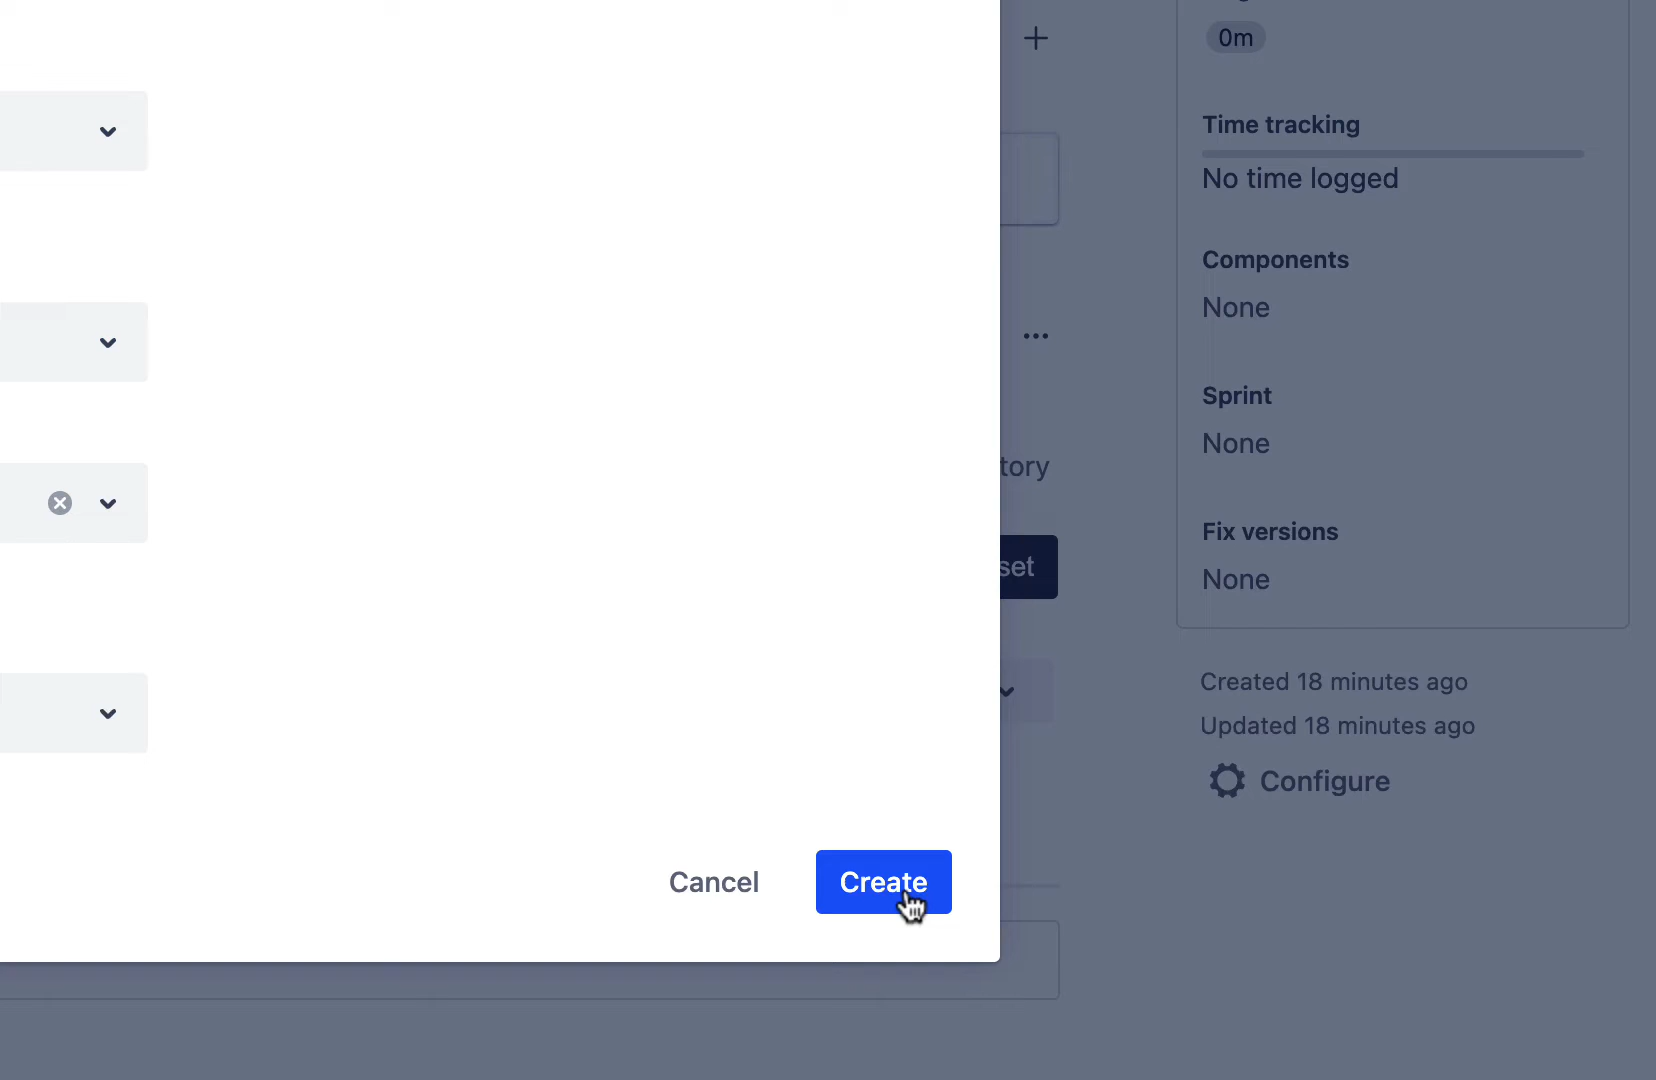 0m
Time tracking
No time logged
Components
None
Sprint
None
tory
Fix versions
set
None
Created 18 minutes ago
Updated 18 minutes ago
Configure
Cancel
Create